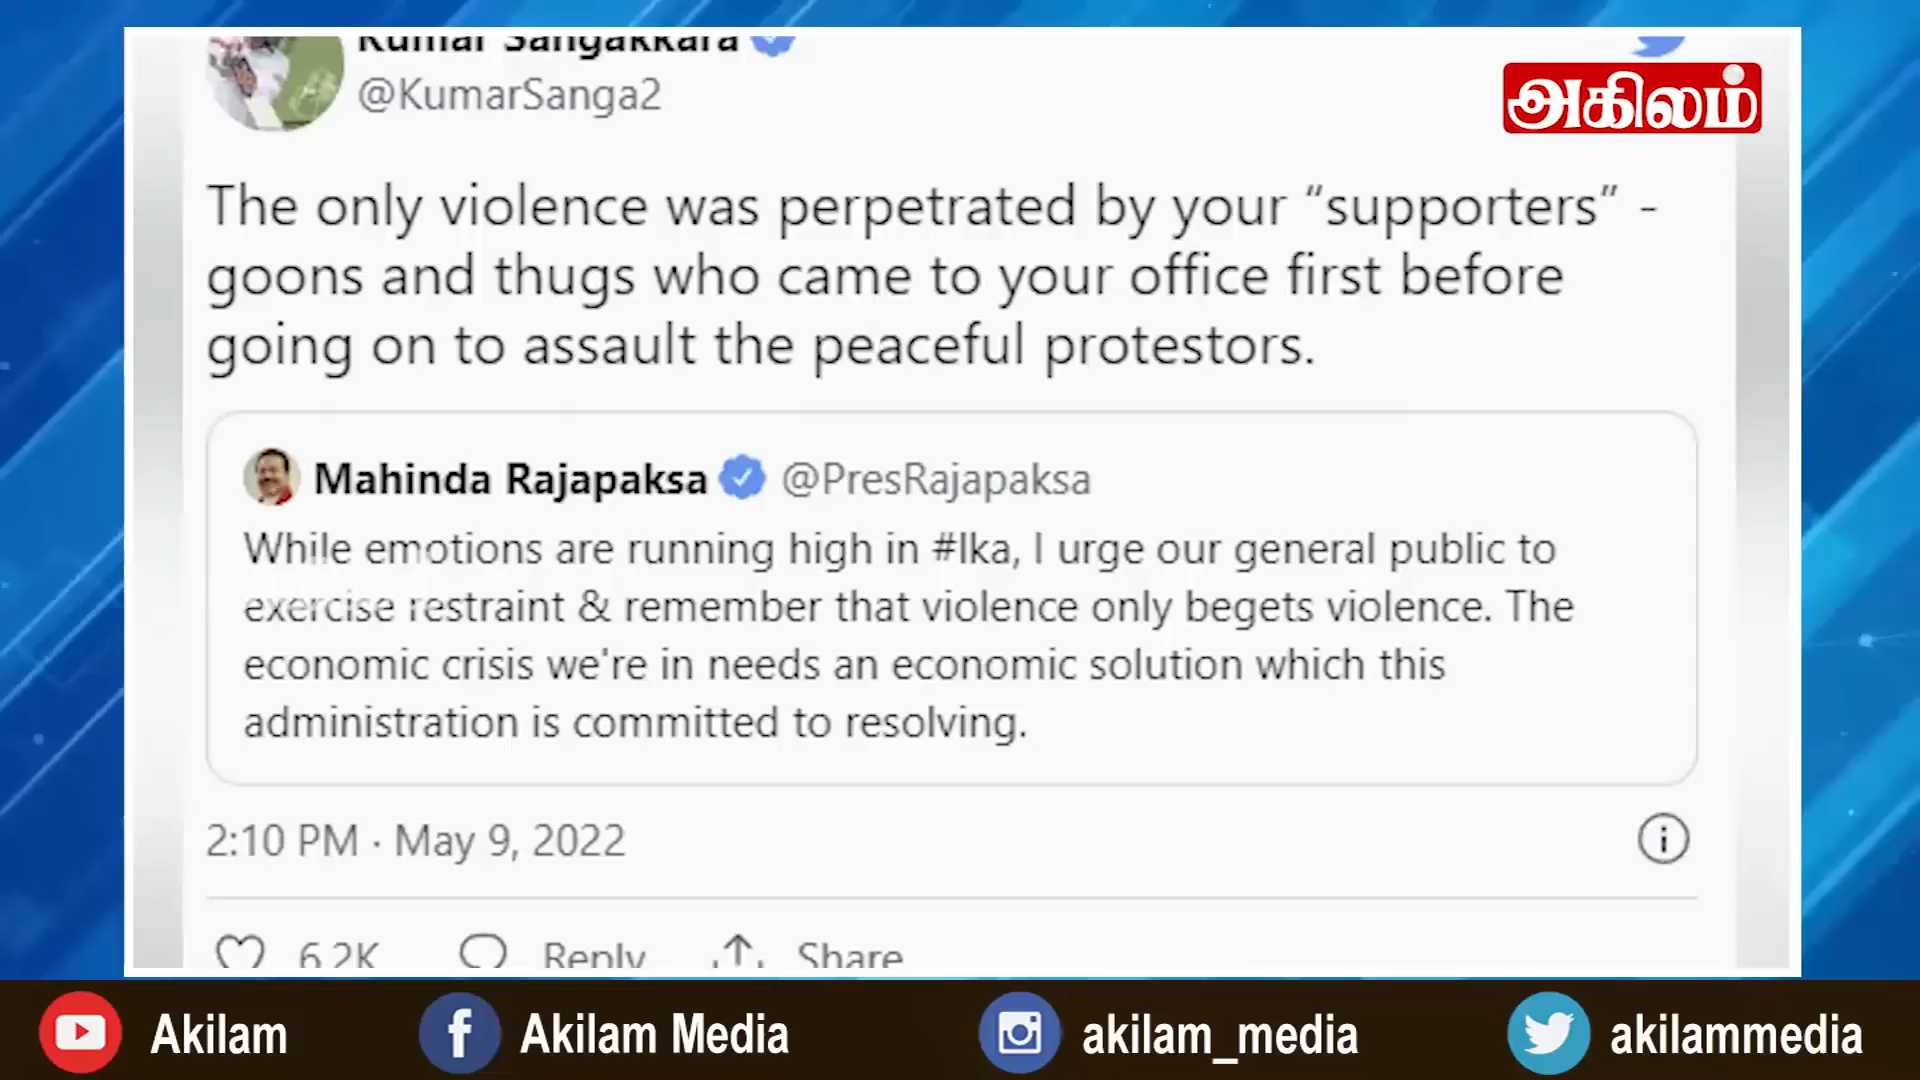 Kumar Sangakkara
@KumarSanga2
அகிலம்
The only violence was perpetrated by your “supporters” -
goons and thugs who came to your office first before
going on to assault the peaceful protestors.
Mahinda Rajapaksa @PresRajapaksa
While emotions are running high in #lka, I urge our general public to
exercise restraint & remember that violence only begets violence. The
economic crisis we're in needs an economic solution which this
administration is committed to resolving.
2:10 PM · May 9, 2022
6.2K Reply Share
Akilam Akilam Media akilam_media akilammedia